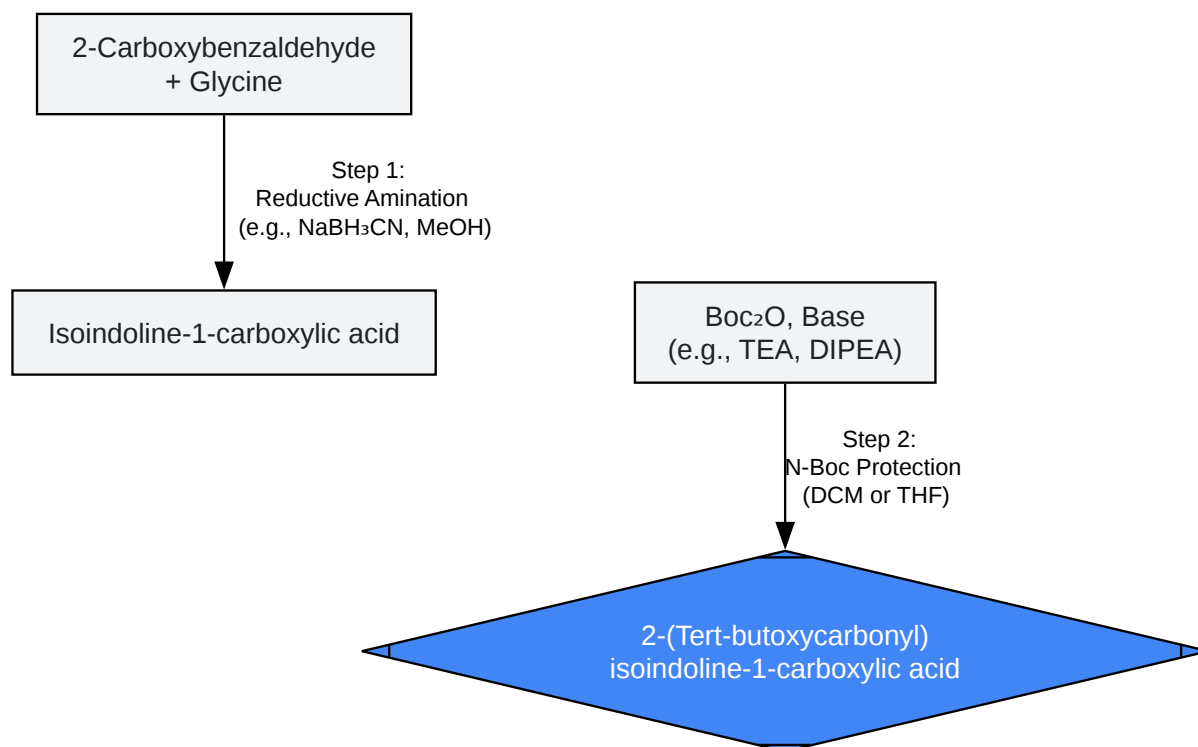 2-Carboxybenzaldehyde
+ Glycine
Step 1:
Reductive Amination
(e.g., NaBH₃CN, MeOH)
Isoindoline-1-carboxylic acid
Boc₂O, Base
(e.g., TEA, DIPEA)
Step 2:
N-Boc Protection
(DCM or THF)
2-(Tert-butoxycarbonyl)
isoindoline-1-carboxylic acid